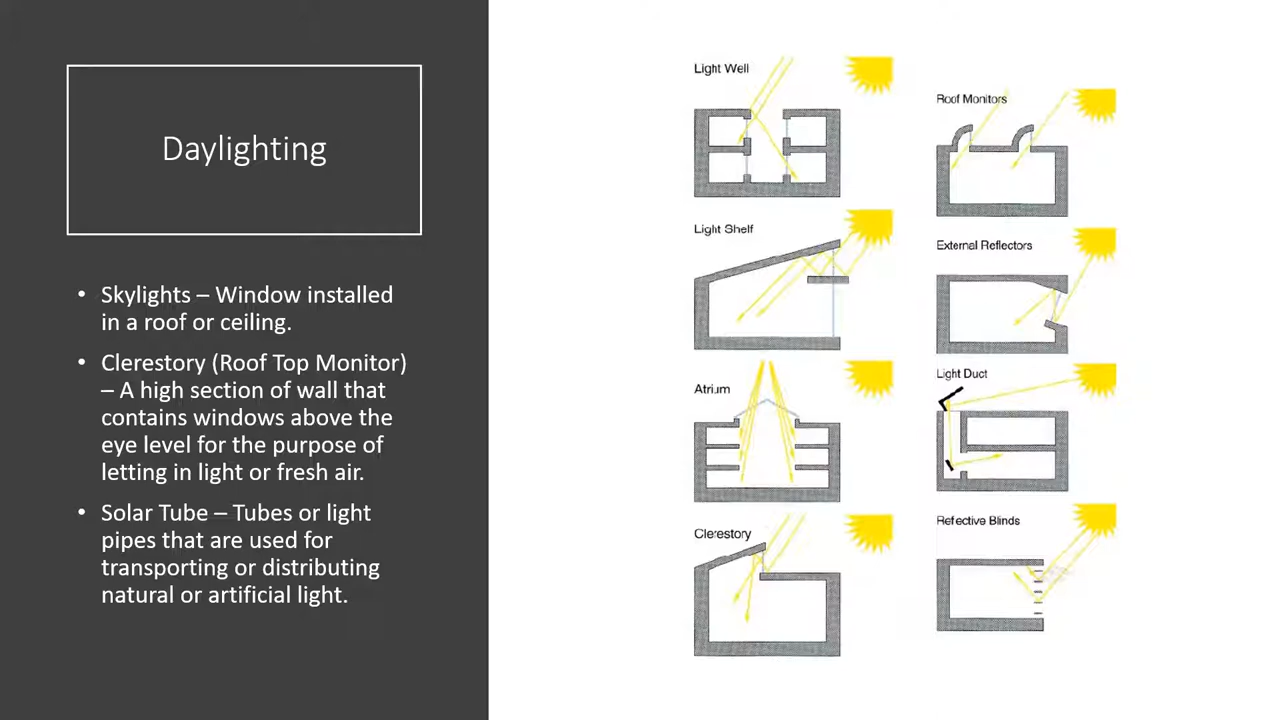 Daylighting
• Skylights – Window installed
in a roof or ceiling.
• Clerestory (Roof Top Monitor)
– A high section of wall that
contains windows above the
eye level for the purpose of
letting in light or fresh air.
• Solar Tube – Tubes or light
pipes that are used for
transporting or distributing
natural or artificial light.
Light Well
Light Shelf
Atrium
Clerestory
Roof Monitors
External Reflectors
Light Duct
Refective Blinds